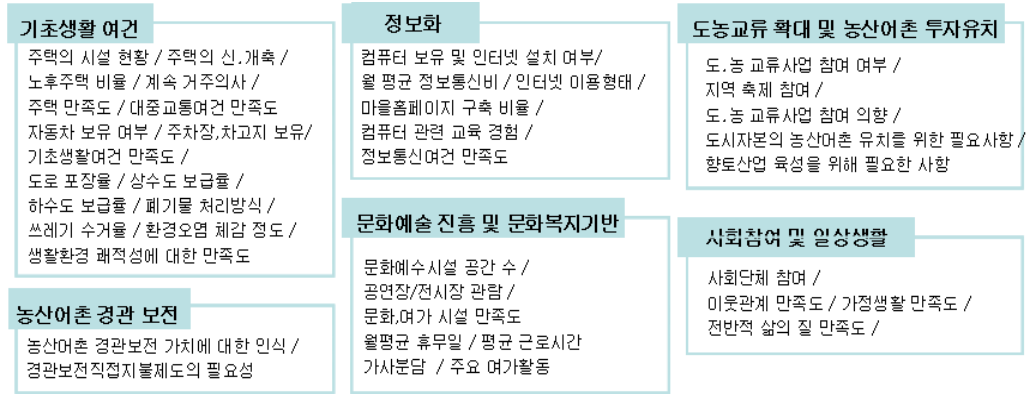 기초생활 여건
주택의 시설 현황 / 주택의 신.개축 /
노후주택 비율 / 계속 거주의사 /
주택 만족도 / 대중교통여건 만족도
자동차 보유 여부 / 주차장,차고지 보유/
기초생활여건 만족도 /
도로 포장율 / 상수도 보급률 /
하수도 보급률 / 폐기물 처리방식 /
쓰레기 수거율 / 환경오염 체감 정도 /
생활환경 쾌적성에 대한 만족도
농산어촌 경관 보전
농산어촌 경관보전 가치에 대한 인식 /
경관보전직접지불제도의 필요성
정보화
컴퓨터 보유 및 인터넷 설치 여부/
월 평균 정보통신비 / 인터넷 이용형태 /
마을홈페이지 구축 비율 /
컴퓨터 관련 교육 경험 /
정보통신여건 만족도
문화예술 진흥 및 문화복지기반
문화예수시설 공간 수 /
공연장/전시장 관람 /
문화,여가 시설 만족도
월평균 휴무일 / 평균 근로시간
가사분담 / 주요 여가활동
도농교류 확대 및 농산어촌 투자유치
도.농 교류사업 참여 여부 /
지역 축제 참여 /
도.농 교류사업 참여 의향 /
도시자본의 농산어촌 유치를 위한 필요사항 /
향토산업 육성을 위해 필요한 사항
사회참여 및 일상생활
사회단체 참여 /
이웃관계 만족도 / 가정생활 만족도 /
전반적 삶의 질 만족도 /